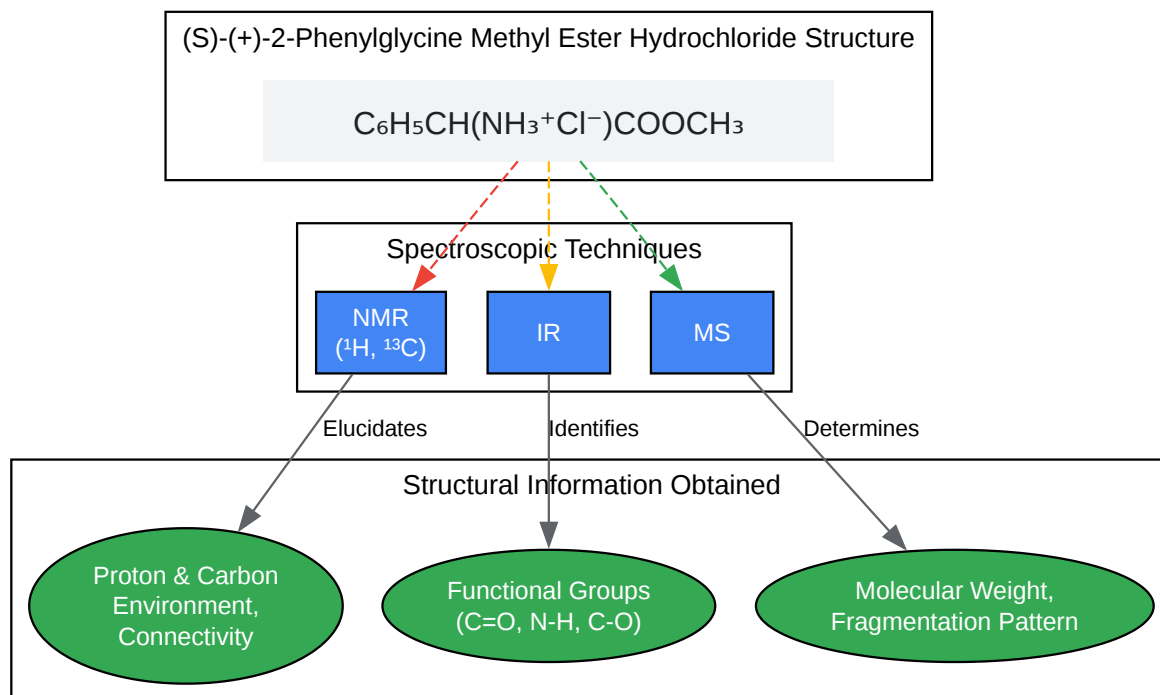 (S)-(+)-2-Phenylglycine Methyl Ester Hydrochloride Structure
C₆H₅CH(NH₃⁺Cl⁻)COOCH₃
Spectroscopic Techniques
NMR
(¹H, ¹³C)
IR
MS
Elucidates
Identifies
Determines
Structural Information Obtained
Proton & Carbon
Environment,
Connectivity
Functional Groups
(C=O, N-H, C-O)
Molecular Weight,
Fragmentation Pattern